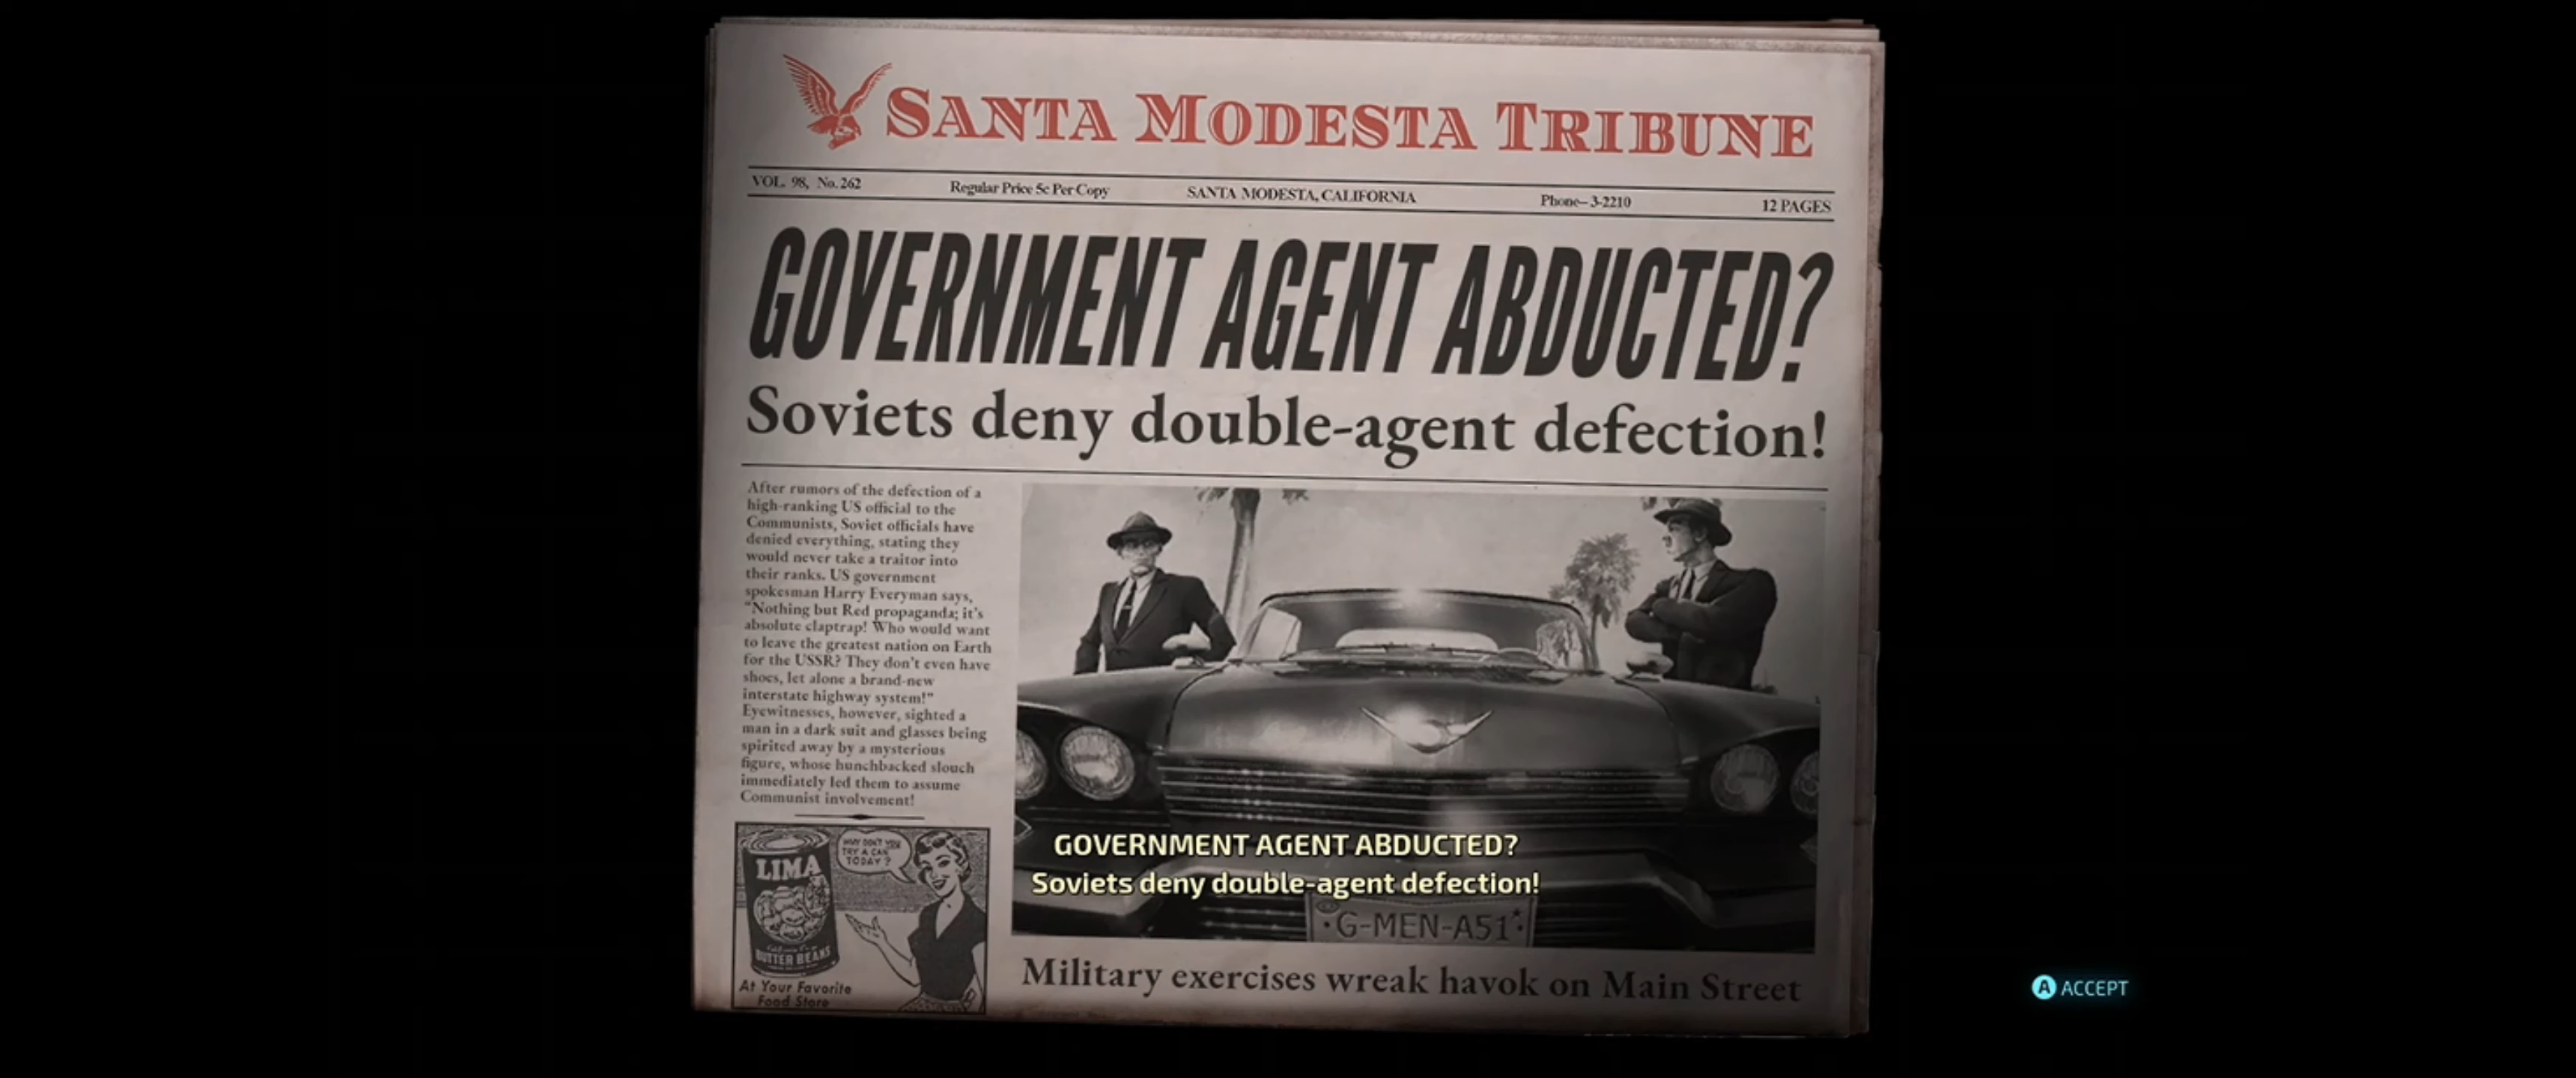 SANTA MODESTA TRIBUNE
VOL. 98, No. 262 Regular Price 5c Per Copy SANTA MODESTA, CALIFORNIA Phone– 3-2210 12 PAGES
GOVERNMENT AGENT ABDUCTED?
Soviets deny double-agent defection!
After rumors of the defection of a
high-ranking US official to the
Communists, Soviet officials have
denied everything, stating they
would never take a traitor into
their ranks. US government
spokesman Harry Everyman says,
"Nothing but Red propaganda; it's
absolute claptrap! Who would want
to leave the greatest nation on Earth
for the USSR? They don't even have
shoes, let alone a brand-new
interstate highway system!"
Eyewitnesses, however, sighted a
man in a dark suit and glasses being
spirited away by a mysterious
figure, whose hunchbacked slouch
immediately led them to assume
Communist involvement!
WHY DON'T YOU
TRY A CAN
TODAY?
LIMA
BUTTER BEANS
At Your Favorite
Food Store
GOVERNMENT AGENT ABDUCTED?
Soviets deny double-agent defection!
G-MEN-A51
Military exercises wreak havok on Main Street
A ACCEPT